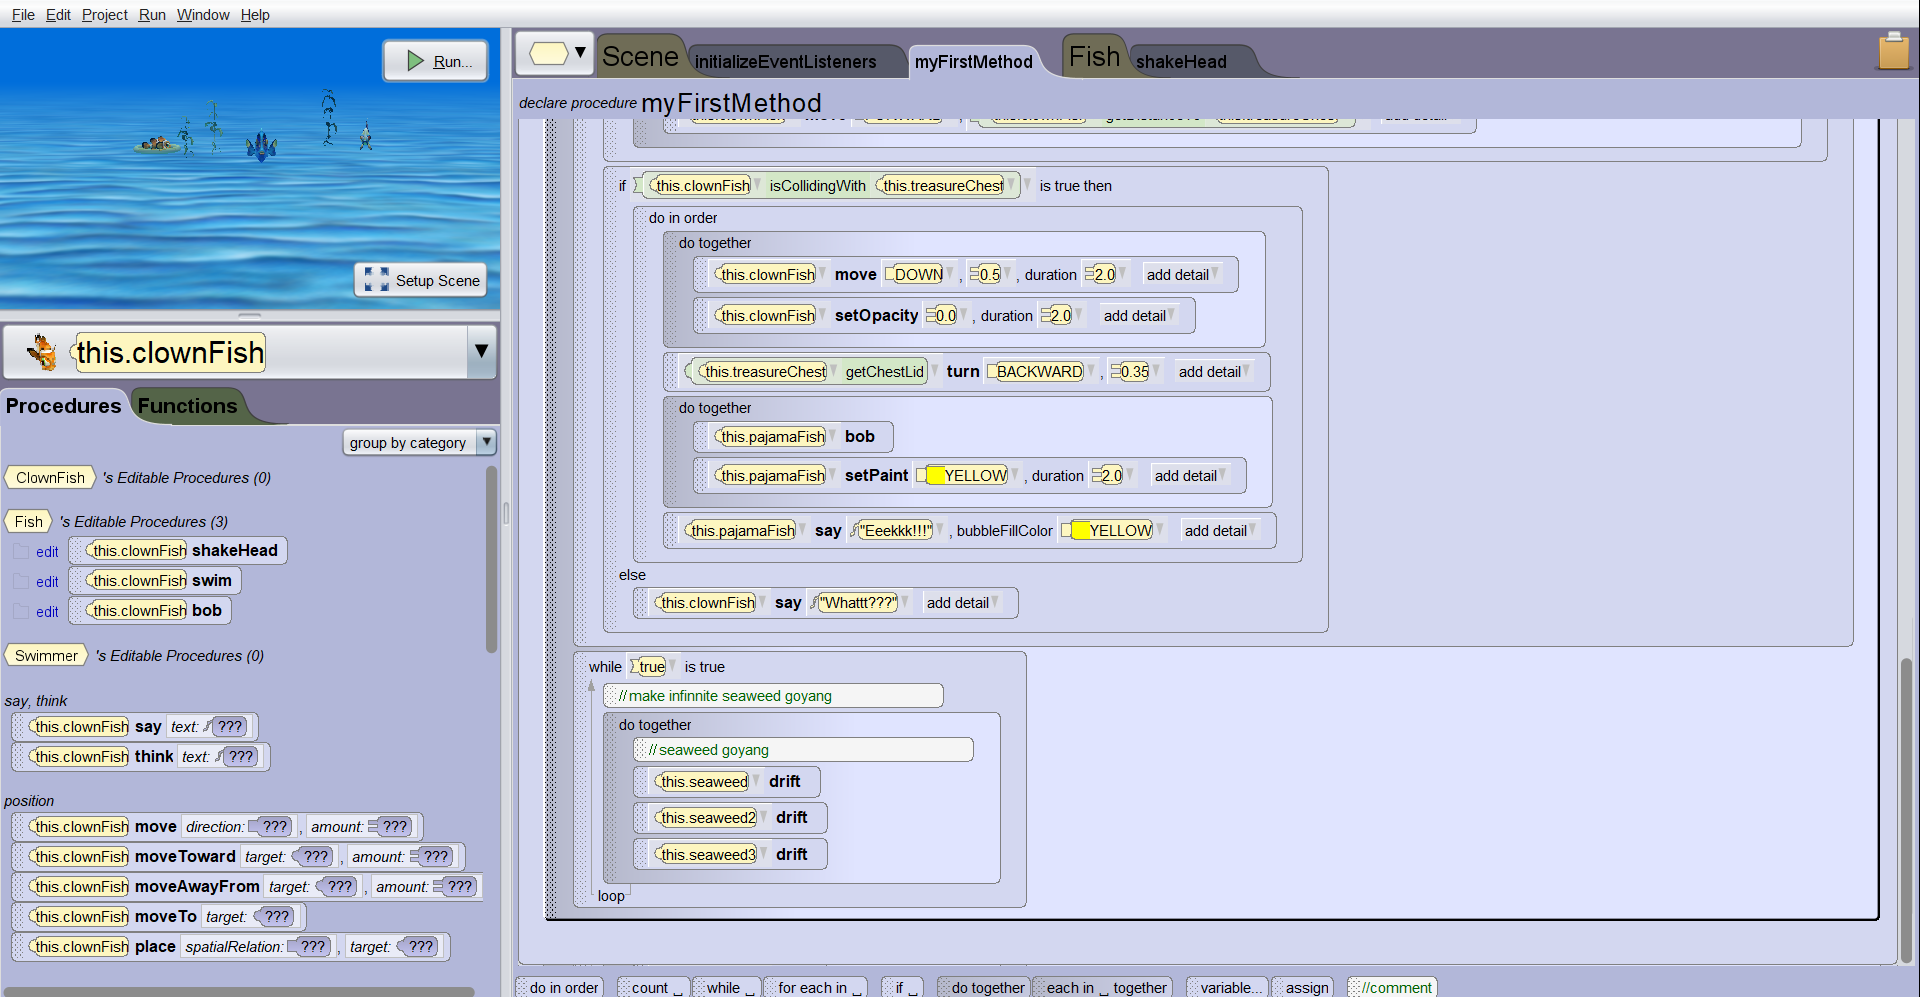 File Edit Project Run Window Help
Run...
Setup Scene
this.clownFish
Procedures Functions
group by category
ClownFish 's Editable Procedures (0)
Fish 's Editable Procedures (3)
edit this.clownFish shakeHead
edit this.clownFish swim
edit this.clownFish bob
Swimmer 's Editable Procedures (0)
say, think
this.clownFish say text: ???
this.clownFish think text: ???
position
this.clownFish move direction: ??? , amount: ???
this.clownFish moveToward target: ??? , amount: ???
this.clownFish moveAwayFrom target: ??? , amount: ???
this.clownFish moveTo target: ???
this.clownFish place spatialRelation: ??? , target: ???
Scene initializeEventListeners myFirstMethod Fish shakeHead
declare procedure myFirstMethod
if this.clownFish isCollidingWith this.treasureChest is true then
do in order
do together
this.clownFish move DOWN , 0.5 , duration 2.0 add detail
this.clownFish setOpacity 0.0 , duration 2.0 add detail
this.treasureChest getChestLid turn BACKWARD , 0.35 add detail
do together
this.pajamaFish bob
this.pajamaFish setPaint YELLOW , duration 2.0 add detail
this.pajamaFish say "Eeekkk!!!" , bubbleFillColor YELLOW add detail
else
this.clownFish say "Whattt???" add detail
while true is true
//make infinnite seaweed goyang
do together
//seaweed goyang
this.seaweed drift
this.seaweed2 drift
this.seaweed3 drift
loop
do in order count _ while _ for each in _ if _ do together each in _ together variable... assign //comment